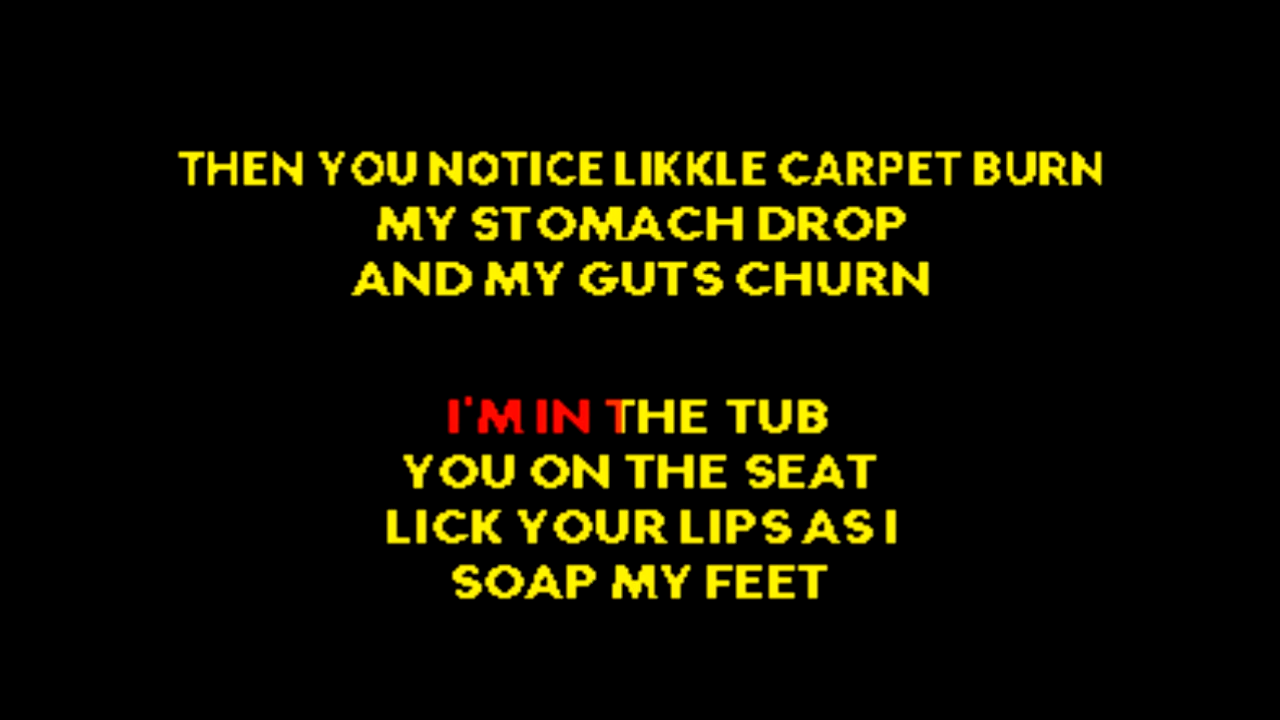 THEN YOU NOTICE LIKKLE CARPET BURN
MY STOMACH DROP
AND MY GUTS CHURN
I'M IN THE TUB
YOU ON THE SEAT
LICK YOUR LIPS AS I
SOAP MY FEET